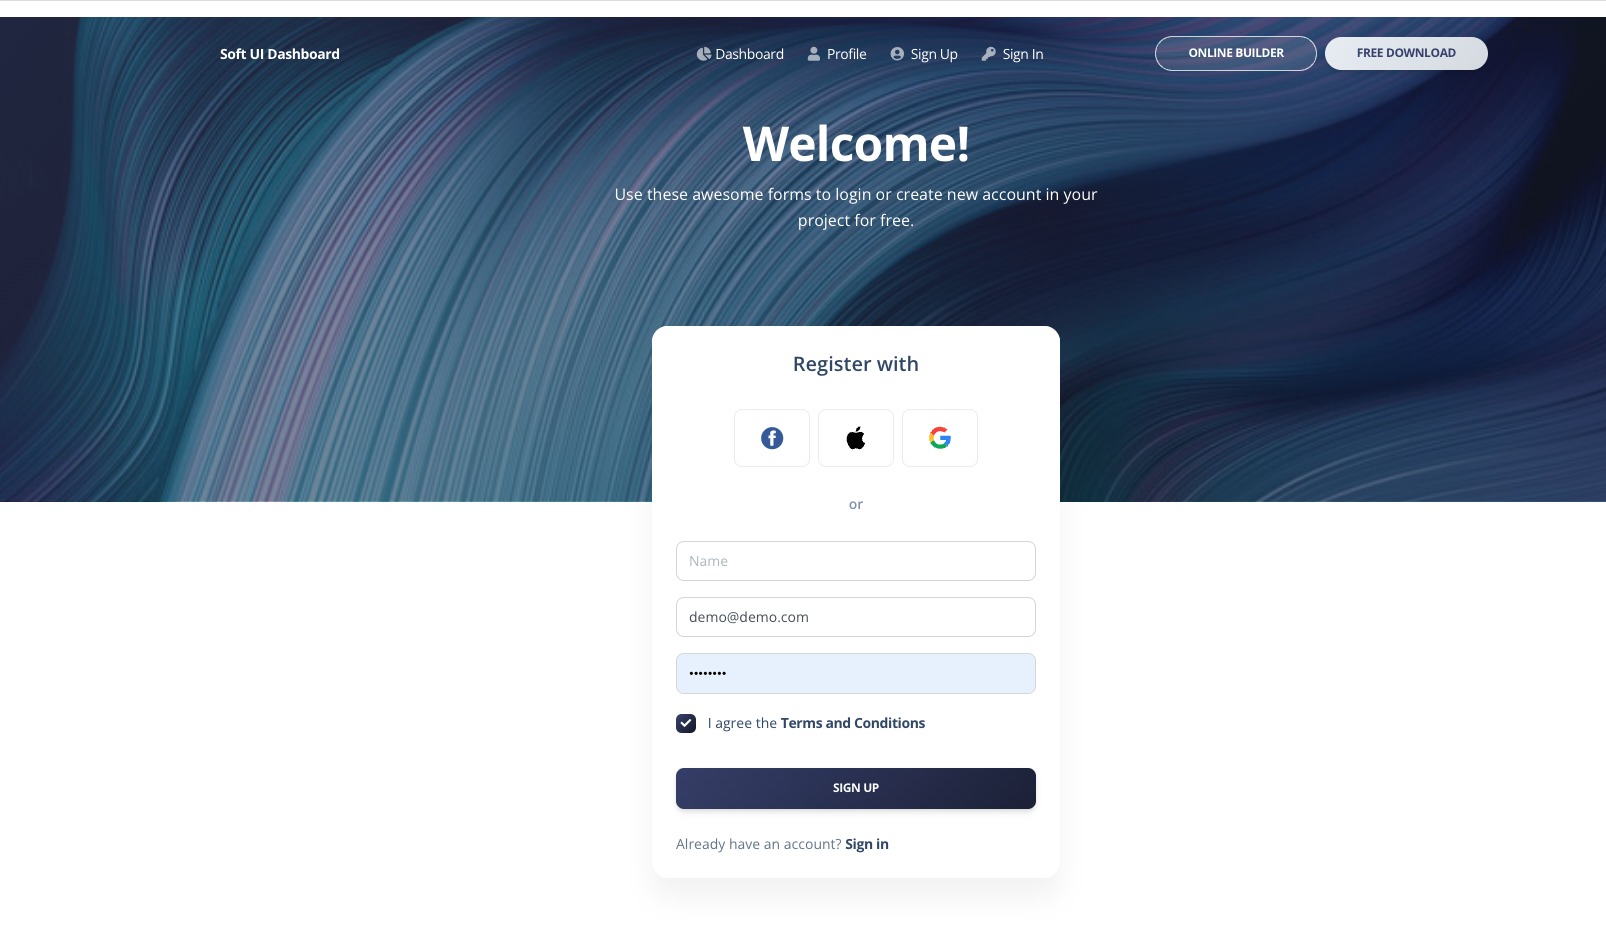 Soft UI Dashboard
Dashboard
Profile
Sign Up
Sign In
ONLINE BUILDER
FREE DOWNLOAD
Welcome!
Use these awesome forms to login or create new account in your
project for free.
Register with
or
Name
demo@demo.com
••••••••
I agree the Terms and Conditions
SIGN UP
Already have an account? Sign in